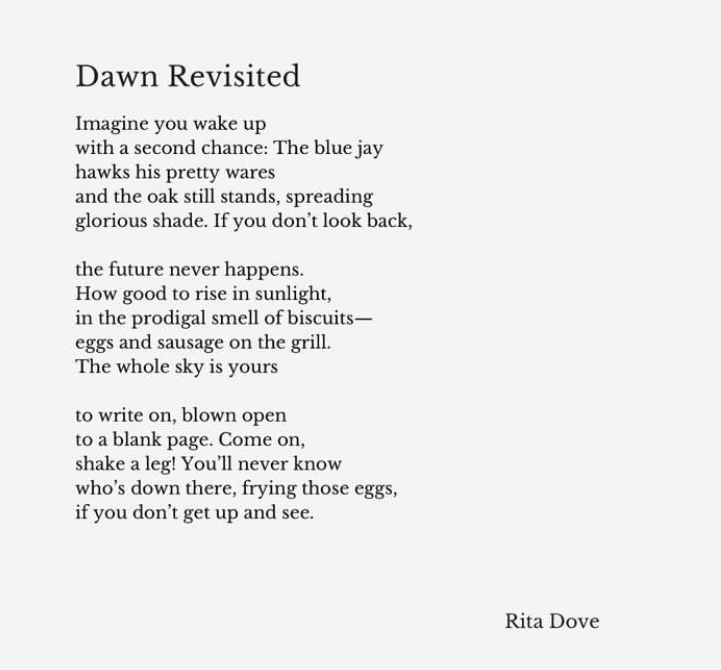 Dawn Revisited
Imagine you wake up
with a second chance: The blue jay
hawks his pretty wares
and the oak still stands, spreading
glorious shade. If you don’t look back,

the future never happens.
How good to rise in sunlight,
in the prodigal smell of biscuits—
eggs and sausage on the grill.
The whole sky is yours

to write on, blown open
to a blank page. Come on,
shake a leg! You’ll never know
who’s down there, frying those eggs,
if you don’t get up and see.

Rita Dove